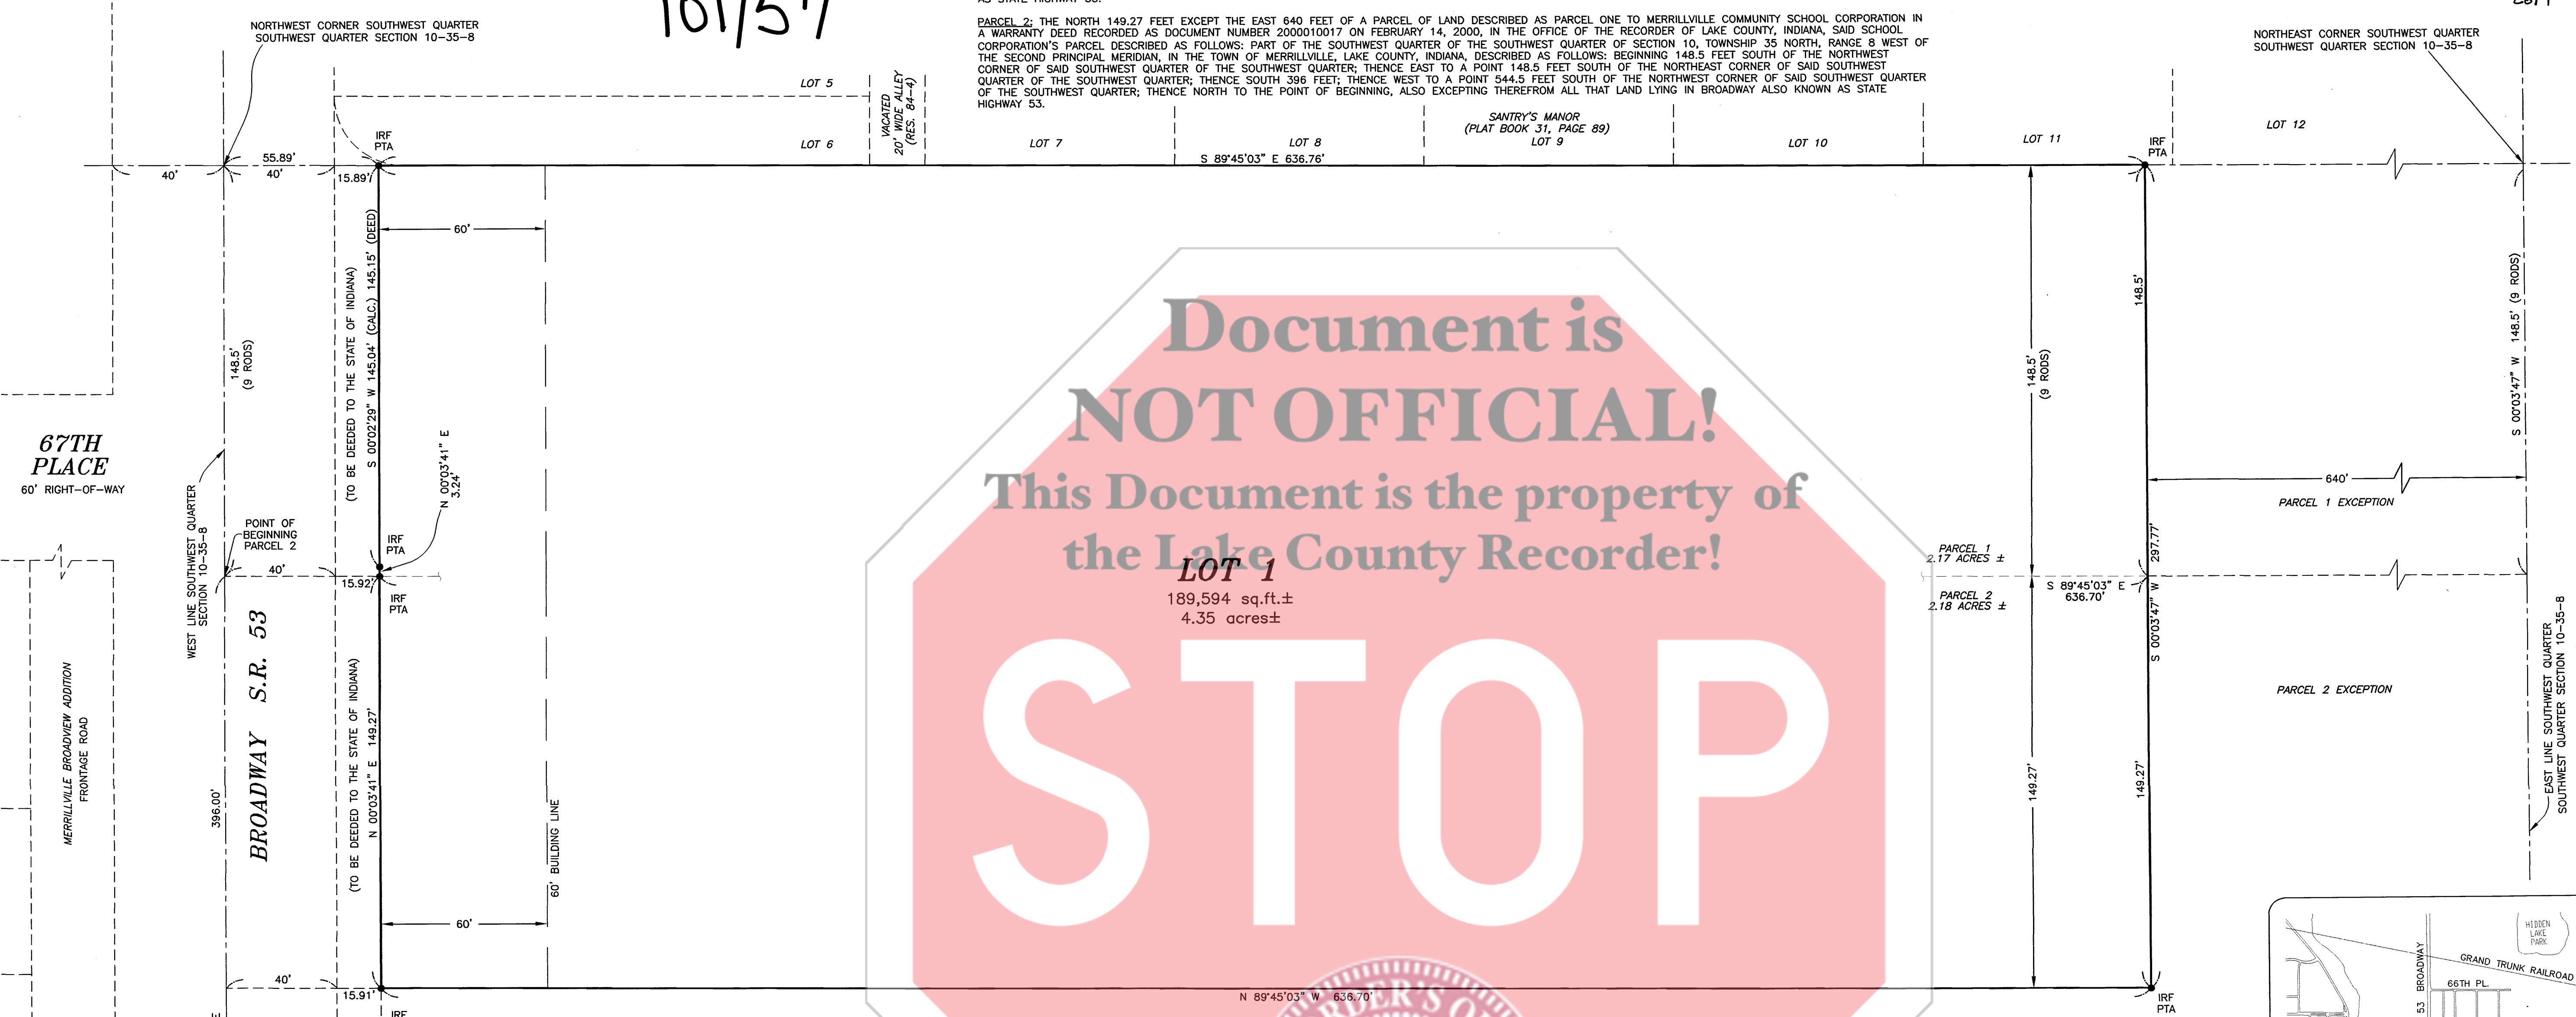 101/57
NORTHWEST CORNER SOUTHWEST QUARTER
SOUTHWEST QUARTER SECTION 10-35-8
PARCEL 2: THE NORTH 149.27 FEET EXCEPT THE EAST 640 FEET OF A PARCEL OF LAND DESCRIBED AS PARCEL ONE TO MERRILLVILLE COMMUNITY SCHOOL CORPORATION IN
A WARRANTY DEED RECORDED AS DOCUMENT NUMBER 2000010017 ON FEBRUARY 14, 2000, IN THE OFFICE OF THE RECORDER OF LAKE COUNTY, INDIANA, SAID SCHOOL
CORPORATION'S PARCEL DESCRIBED AS FOLLOWS: PART OF THE SOUTHWEST QUARTER OF THE SOUTHWEST QUARTER OF SECTION 10, TOWNSHIP 35 NORTH, RANGE 8 WEST OF
THE SECOND PRINCIPAL MERIDIAN, IN THE TOWN OF MERRILLVILLE, LAKE COUNTY, INDIANA, DESCRIBED AS FOLLOWS: BEGINNING 148.5 FEET SOUTH OF THE NORTHWEST
CORNER OF SAID SOUTHWEST QUARTER OF THE SOUTHWEST QUARTER; THENCE EAST TO A POINT 148.5 FEET SOUTH OF THE NORTHEAST CORNER OF SAID SOUTHWEST
QUARTER OF THE SOUTHWEST QUARTER; THENCE SOUTH 396 FEET; THENCE WEST TO A POINT 544.5 FEET SOUTH OF THE NORTHWEST CORNER OF SAID SOUTHWEST QUARTER
OF THE SOUTHWEST QUARTER; THENCE NORTH TO THE POINT OF BEGINNING, ALSO EXCEPTING THEREFROM ALL THAT LAND LYING IN BROADWAY ALSO KNOWN AS STATE
HIGHWAY 53.
NORTHEAST CORNER SOUTHWEST QUARTER
SOUTHWEST QUARTER SECTION 10-35-8
LOT 5
VACATED
20' WIDE ALLEY
(RES. 84-4)
SANTRY'S MANOR
(PLAT BOOK 31, PAGE 89)
LOT 6
LOT 7
LOT 8
LOT 9
LOT 10
LOT 11
LOT 12
IRF
PTA
IRF
PTA
55.89'
40'
40'
15.89'
S 89°45'03" E 636.76'
60'
(TO BE DEEDED TO THE STATE OF INDIANA)
S 00°02'29" W 145.04' (CALC.) 145.15' (DEED)
148.5'
(9 RODS)
148.5'
(9 RODS)
148.5'
S 00°03'47" W 148.5' (9 RODS)
67TH
PLACE
60' RIGHT-OF-WAY
WEST LINE SOUTHWEST QUARTER
SECTION 10-35-8
N 00°03'41" E
3.24'
POINT OF
BEGINNING
PARCEL 2
40'
15.92'
IRF
PTA
IRF
PTA
640'
PARCEL 1 EXCEPTION
Document is
NOT OFFICIAL!
This Document is the property of
the Lake County Recorder!
LOT 1
189,594 sq.ft.±
4.35 acres±
STOP
PARCEL 1
2.17 ACRES ±
PARCEL 2
2.18 ACRES ±
S 89°45'03" E
636.70'
S 00°03'47" W 297.77'
PARCEL 2 EXCEPTION
MERRILLVILLE BROADVIEW ADDITION
FRONTAGE ROAD
396.00'
BROADWAY S.R. 53
(TO BE DEEDED TO THE STATE OF INDIANA)
N 00°03'41" E 149.27'
60' BUILDING LINE
60'
149.27'
149.27'
EAST LINE SOUTHWEST QUARTER
SOUTHWEST QUARTER SECTION 10-35-8
40'
15.91'
IRF
N 89°45'03" W 636.70'
IRF
PTA
HIDDEN
LAKE
PARK
GRAND TRUNK RAILROAD
66TH PL.
53 BROADWAY